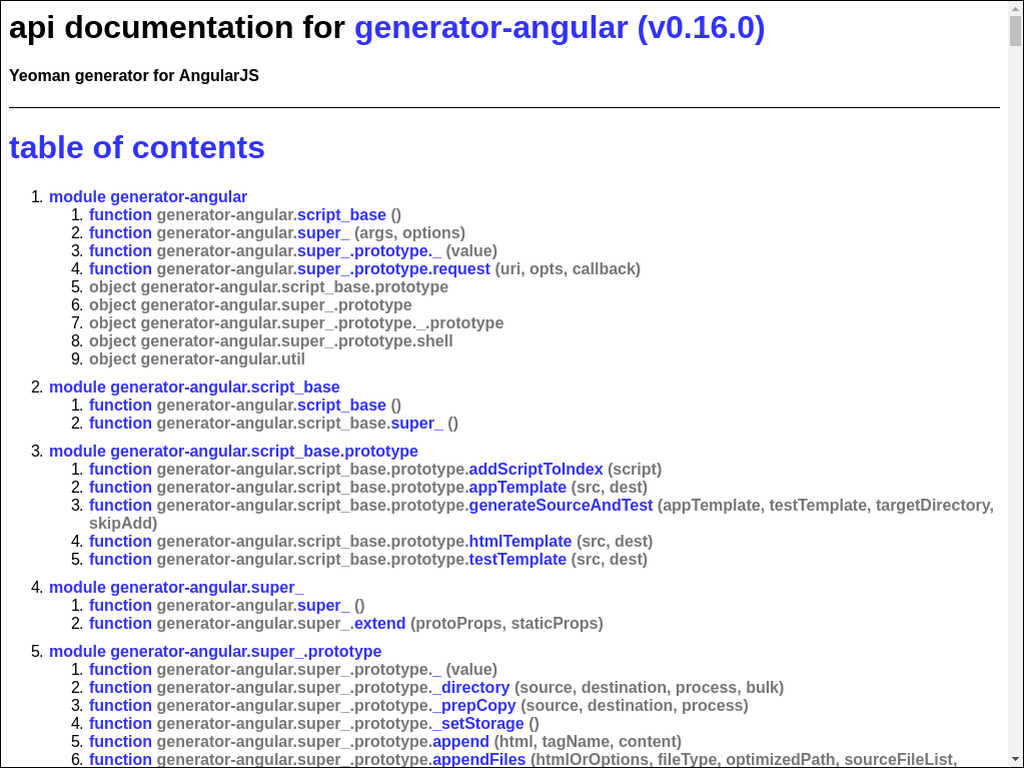 api documentation for generator-angular (v0.16.0)
Yeoman generator for AngularJS
table of contents
1. module generator-angular
1. function generator-angular.script_base ()
2. function generator-angular.super_ (args, options)
3. function generator-angular.super_.prototype._ (value)
4. function generator-angular.super_.prototype.request (uri, opts, callback)
5. object generator-angular.script_base.prototype
6. object generator-angular.super_.prototype
7. object generator-angular.super_.prototype._.prototype
8. object generator-angular.super_.prototype.shell
9. object generator-angular.util
2. module generator-angular.script_base
1. function generator-angular.script_base ()
2. function generator-angular.script_base.super_ ()
3. module generator-angular.script_base.prototype
1. function generator-angular.script_base.prototype.addScriptToIndex (script)
2. function generator-angular.script_base.prototype.appTemplate (src, dest)
3. function generator-angular.script_base.prototype.generateSourceAndTest (appTemplate, testTemplate, targetDirectory,
skipAdd)
4. function generator-angular.script_base.prototype.htmlTemplate (src, dest)
5. function generator-angular.script_base.prototype.testTemplate (src, dest)
4. module generator-angular.super_
1. function generator-angular.super_ ()
2. function generator-angular.super_.extend (protoProps, staticProps)
5. module generator-angular.super_.prototype
1. function generator-angular.super_.prototype._ (value)
2. function generator-angular.super_.prototype._directory (source, destination, process, bulk)
3. function generator-angular.super_.prototype._prepCopy (source, destination, process)
4. function generator-angular.super_.prototype._setStorage ()
5. function generator-angular.super_.prototype.append (html, tagName, content)
6. function generator-angular.super_.prototype.appendFiles (htmlOrOptions, fileType, optimizedPath, sourceFileList,